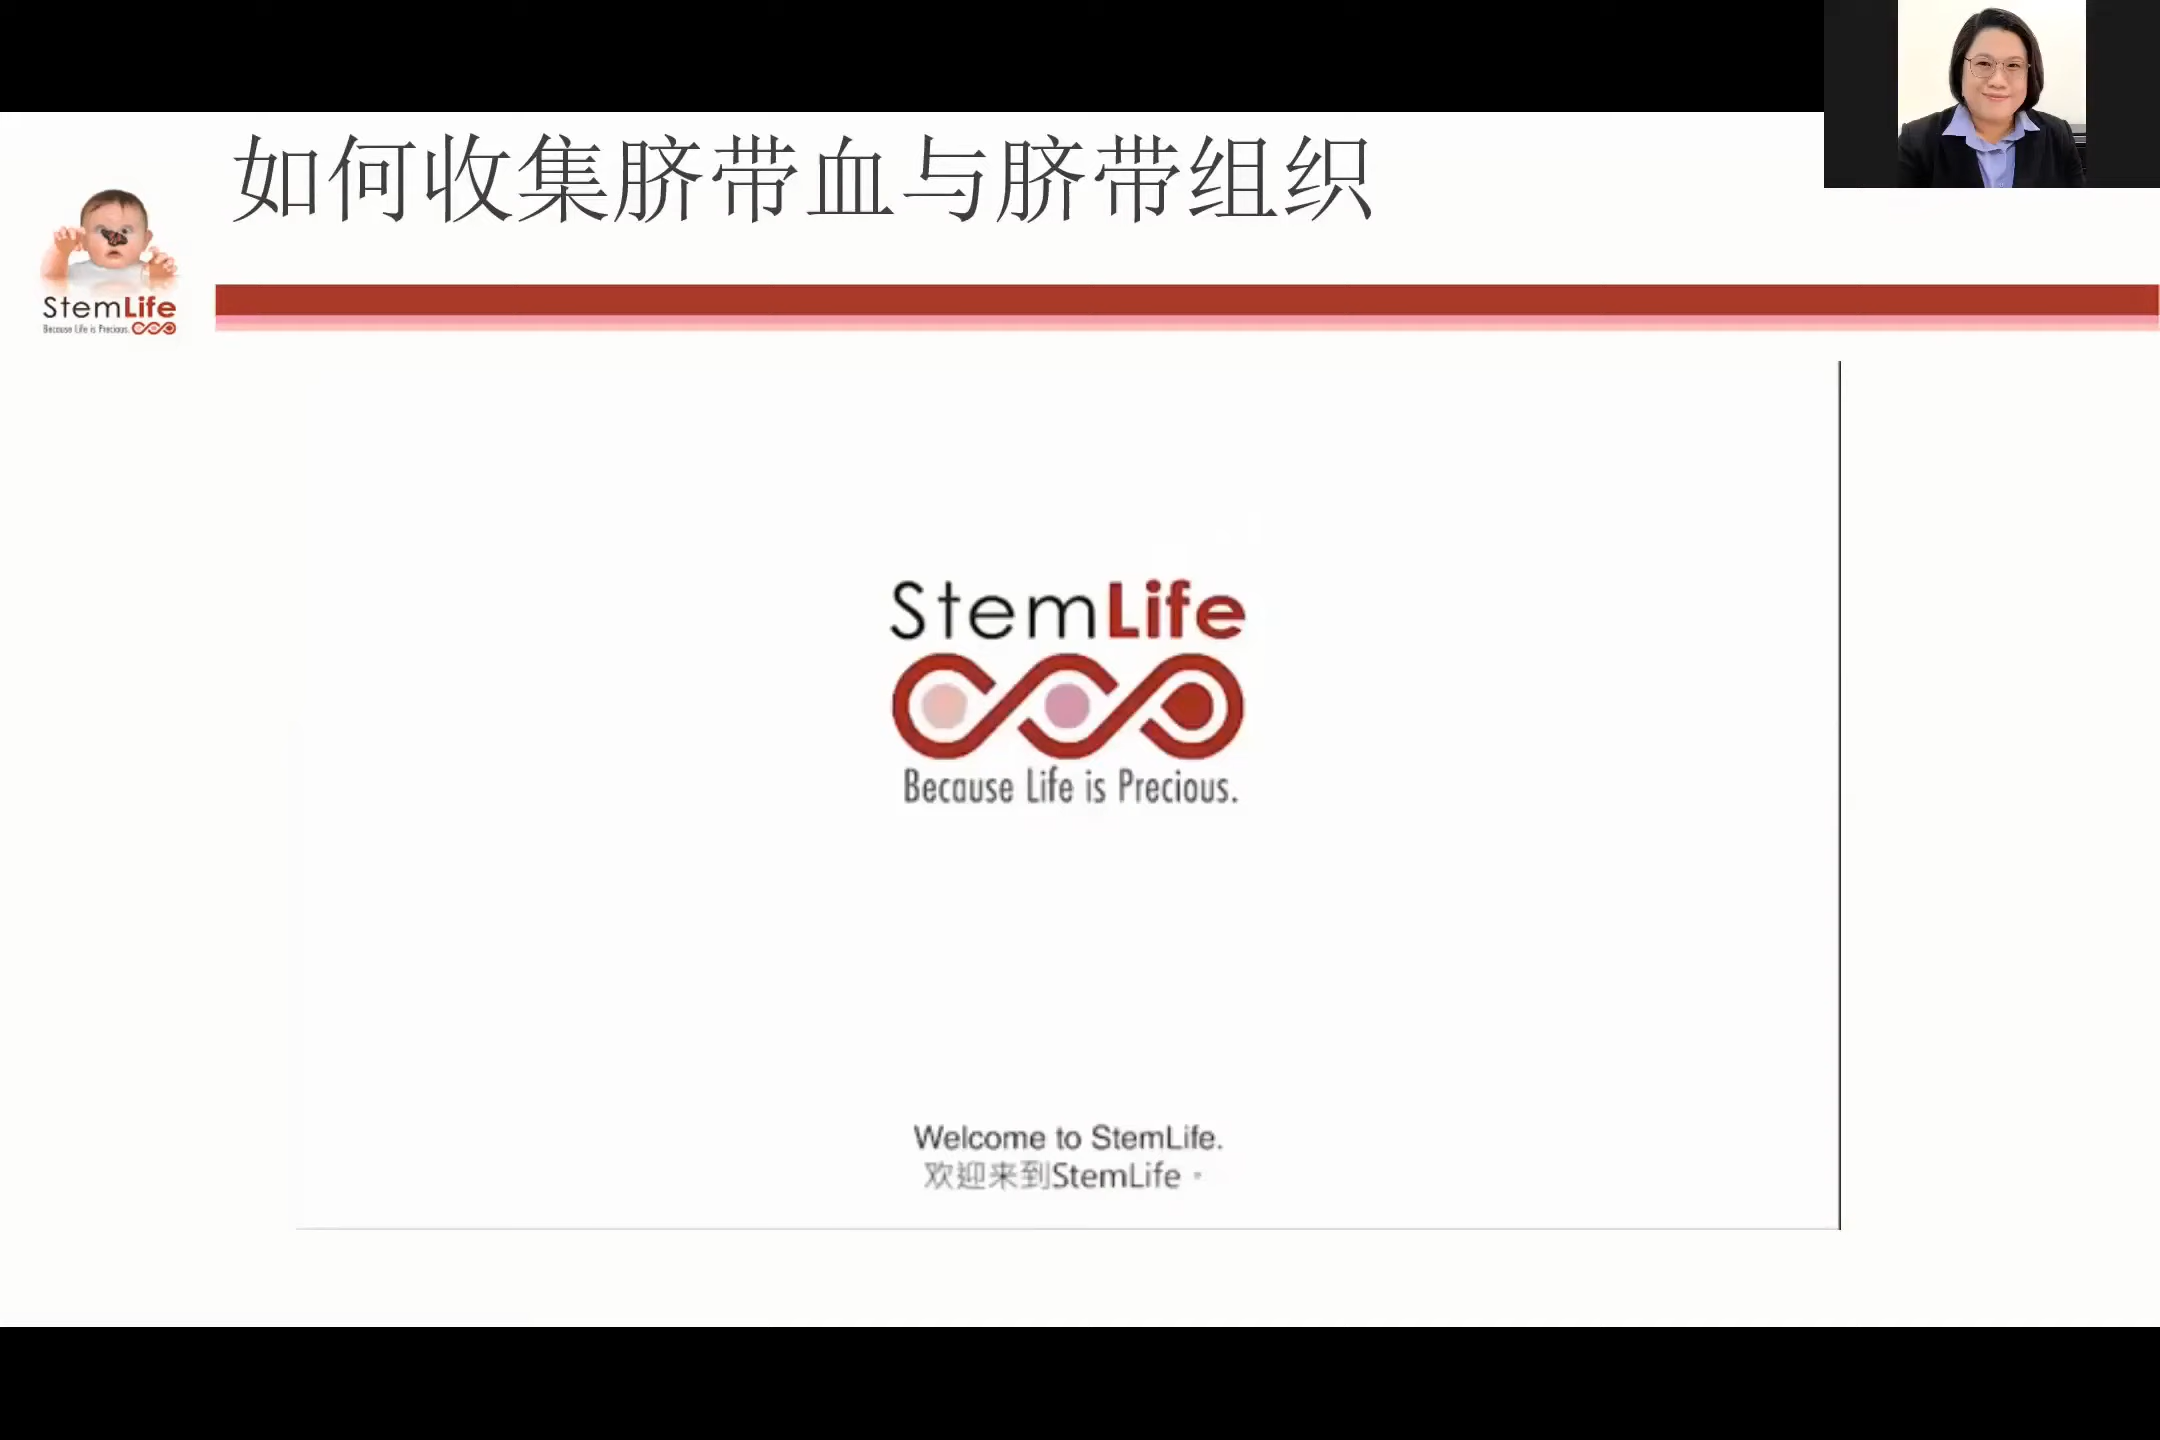 如何收集脐带血与脐带组织
StemLife
Because Life is Precious.
StemLife
Because Life is Precious.
Welcome to StemLife.
欢迎来到StemLife。